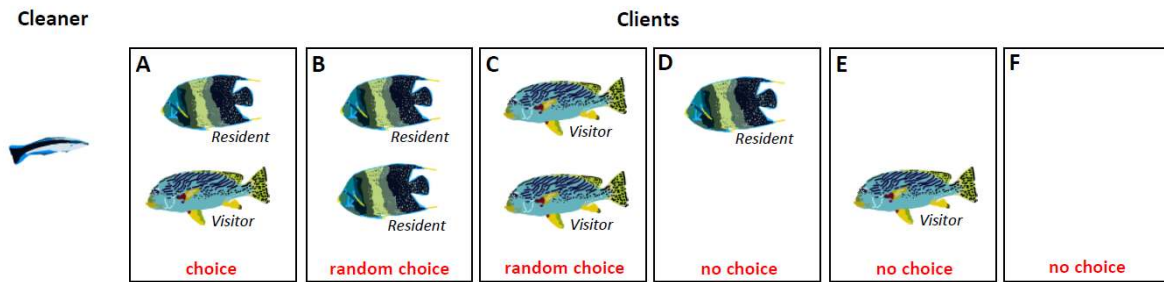 Cleaner
Clients
A
Resident
Visitor
choice
B
Resident
Resident
random choice
C
Visitor
Visitor
random choice
D
Resident
no choice
E
Visitor
no choice
F
no choice